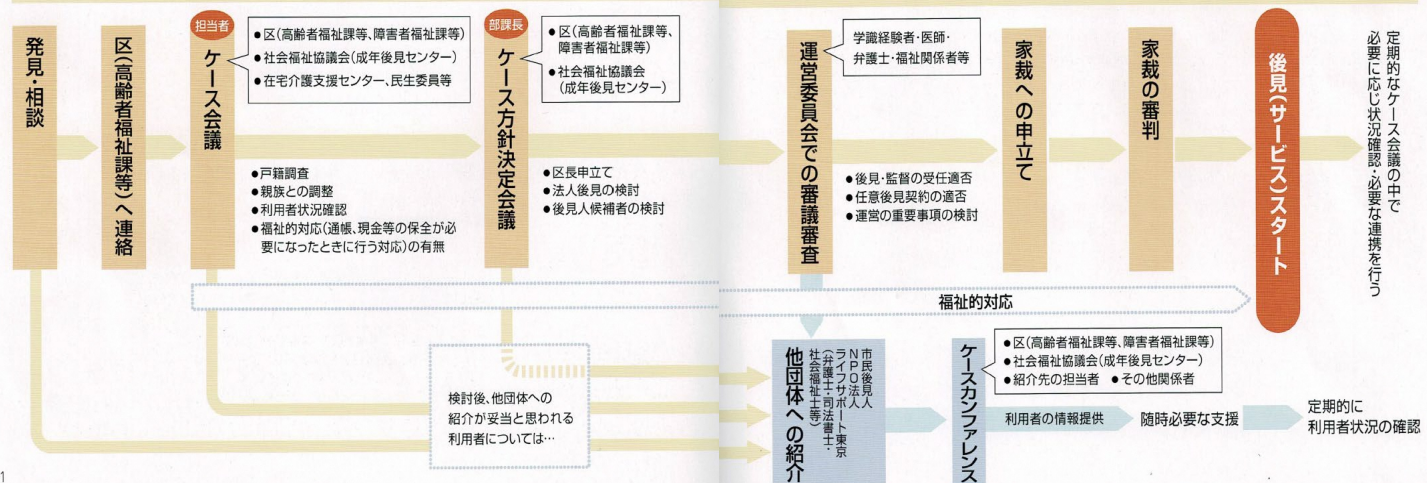 発見・相談
区(高齢者福祉課等)へ連絡
担当者
ケース会議
●区(高齢者福祉課等、障害者福祉課等)
●社会福祉協議会(成年後見センター)
●在宅介護支援センター、民生委員等
●戸籍調査
●親族との調整
●利用者状況確認
●福祉的対応(通帳、現金等の保全が必
要になったときに行う対応)の有無
部課長
ケース方針決定会議
●区(高齢者福祉課等、
障害者福祉課等)
●社会福祉協議会
(成年後見センター)
●区長申立て
●法人後見の検討
●後見人候補者の検討
運営委員会での審議審査
学識経験者・医師・
弁護士・福祉関係者等
●後見・監督の受任適否
●任意後見契約の適否
●運営の重要事項の検討
家裁への申立て
家裁の審判
後見(サービス)スタート
定期的なケース会議の中で
必要に応じ状況確認・必要な連携を行う
福祉的対応
検討後、他団体への
紹介が妥当と思われる
利用者については…
他団体への紹介
市民後見人
NPO法人
ライフサポート東京
(弁護士・司法書士・
社会福祉士等)
ケースカンファレンス
●区(高齢者福祉課等、障害者福祉課等)
●社会福祉協議会(成年後見センター)
●紹介先の担当者 ●その他関係者
利用者の情報提供
随時必要な支援
定期的に
利用者状況の確認
1